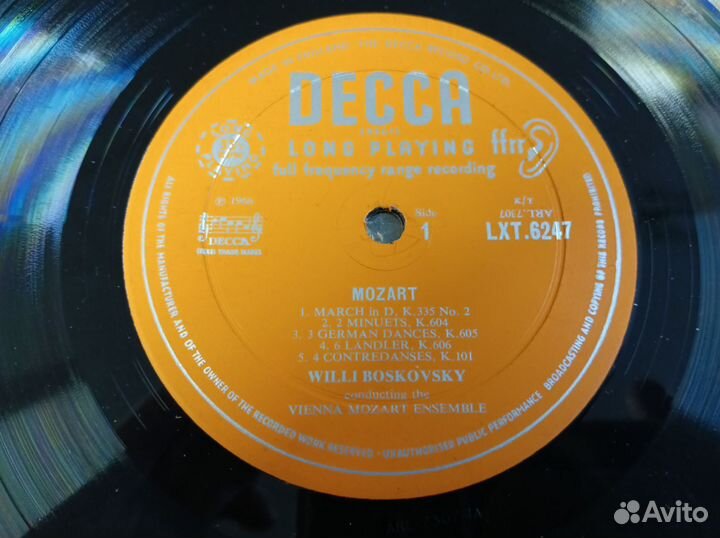 DECCA
LONG PLAYING
ffrr
full frequency range recording
℗ 1966
Side
ARL.7307
1
LXT.6247
DECCA
MOZART
1. MARCH in D, K.335 No. 2
2. 2 MINUETS, K.604
3. 3 GERMAN DANCES, K.605
4. 6 LÄNDLER, K.606
5. 4 CONTREDANSES, K.101
WILLI BOSKOVSKY
conducting the
VIENNA MOZART ENSEMBLE
ALL RIGHTS OF THE MANUFACTURER AND OF THE OWNER OF THE RECORDED WORK RESERVED · UNAUTHORISED PUBLIC PERFORMANCE BROADCASTING AND COPYING OF THIS RECORD PROHIBITED
Avito